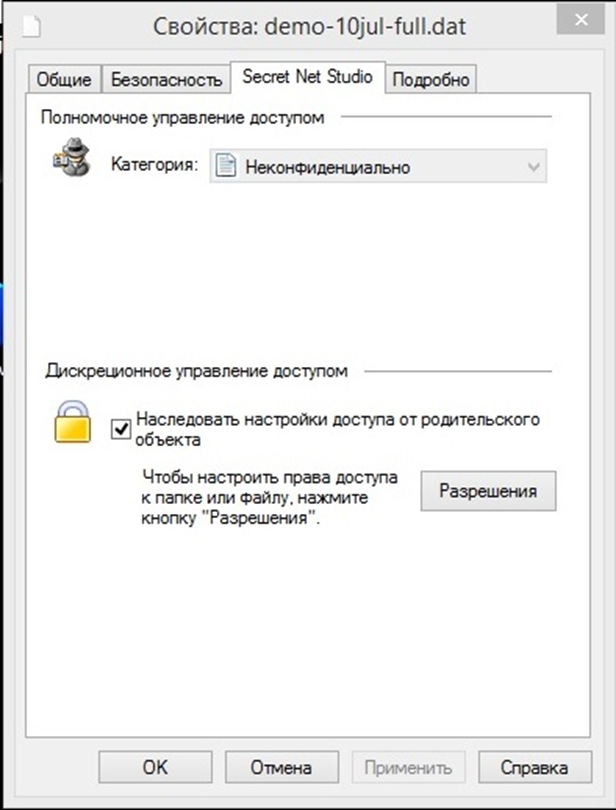 Свойства: demo-10jul-full.dat
Общие
Безопасность
Secret Net Studio
Подробно
Полномочное управление доступом
Категория:
Неконфиденциально
Дискреционное управление доступом
Наследовать настройки доступа от родительского
объекта
Чтобы настроить права доступа
к папке или файлу, нажмите
кнопку "Разрешения".
Разрешения
OK
Отмена
Применить
Справка